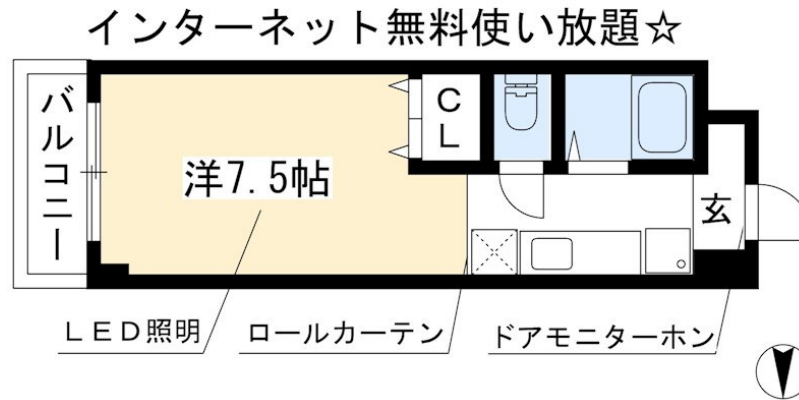 インターネット無料使い放題☆
バルコニー
CL
洋7.5帖
玄
LED照明
ロールカーテン
ドアモニターホン